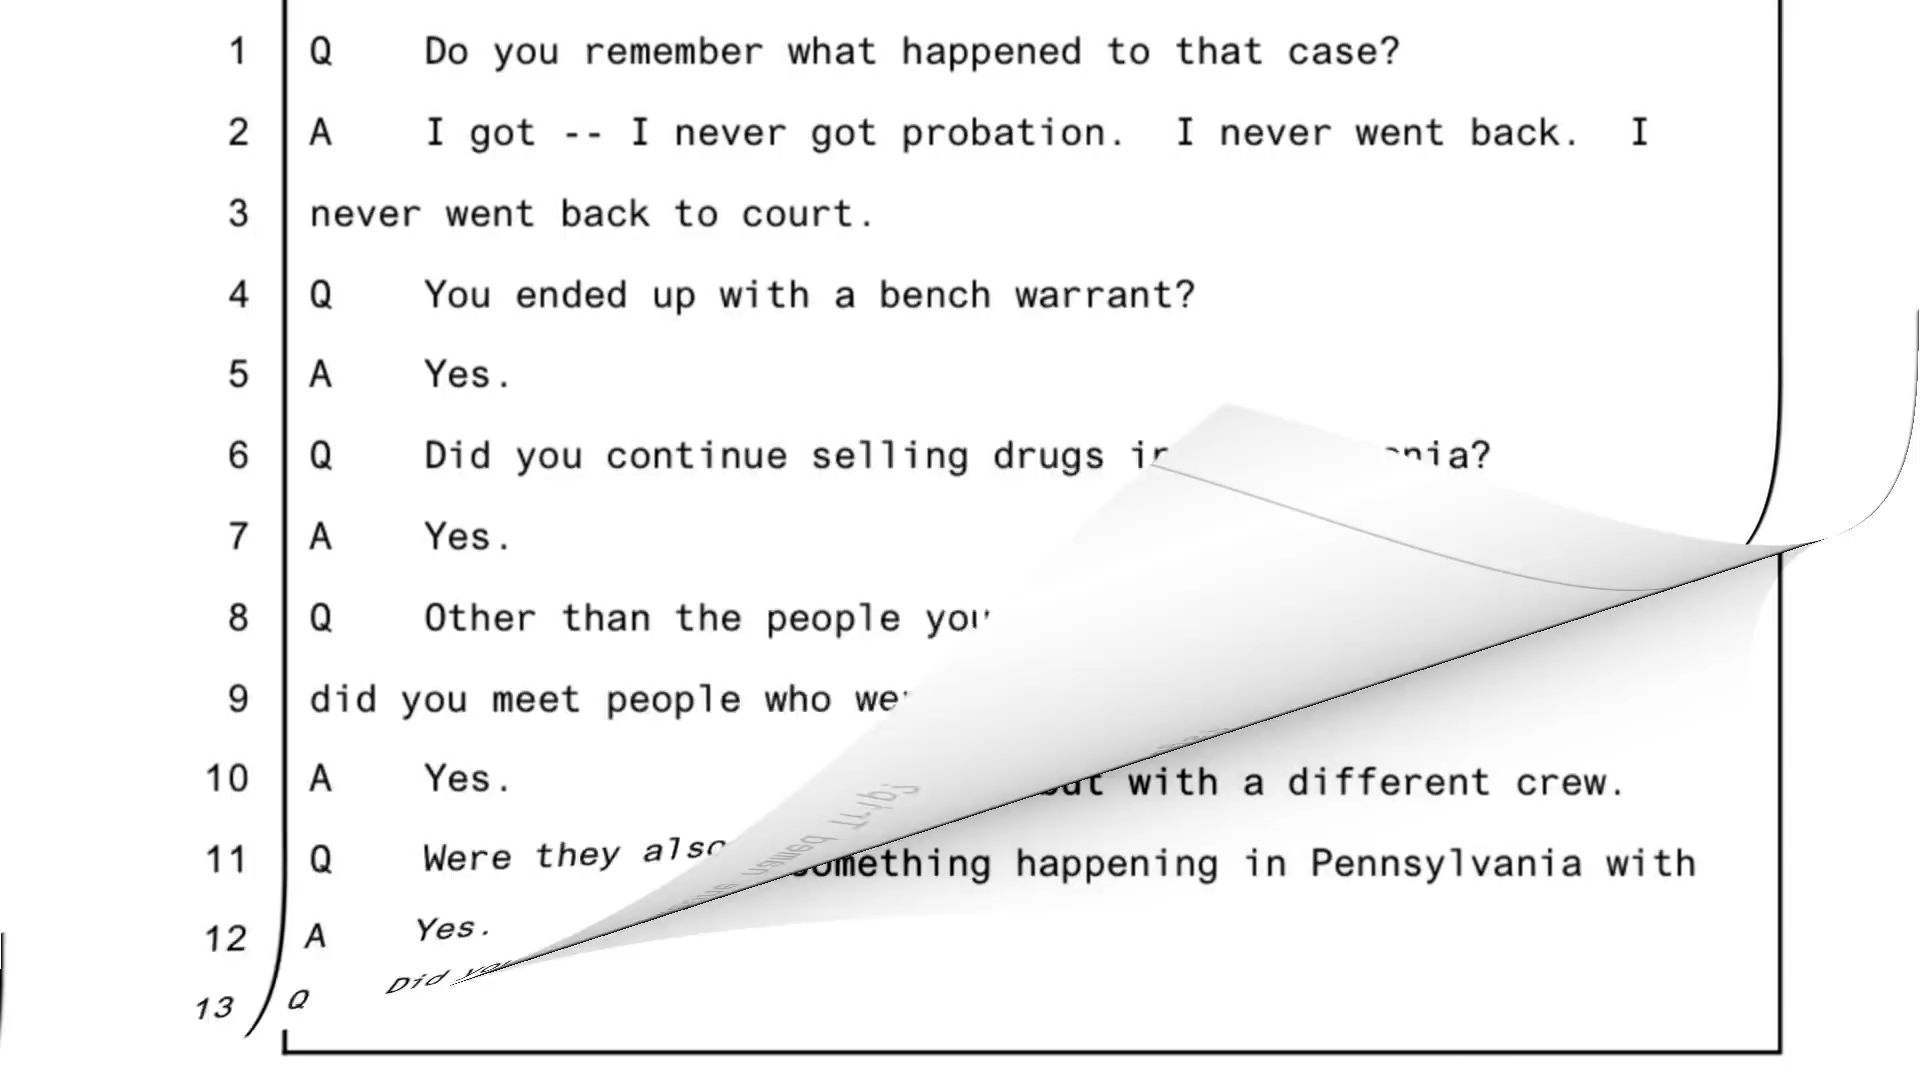 1 Q Do you remember what happened to that case?
2 A I got -- I never got probation. I never went back. I
3 never went back to court.
4 Q You ended up with a bench warrant?
5 A Yes.
6 Q Did you continue selling drugs
7 A Yes.
8 Q Other than the people
9 did you meet people who
10 A Yes. with a different crew.
11 Q Were they also something happening in Pennsylvania with
12 A Yes.
13 Q Did you